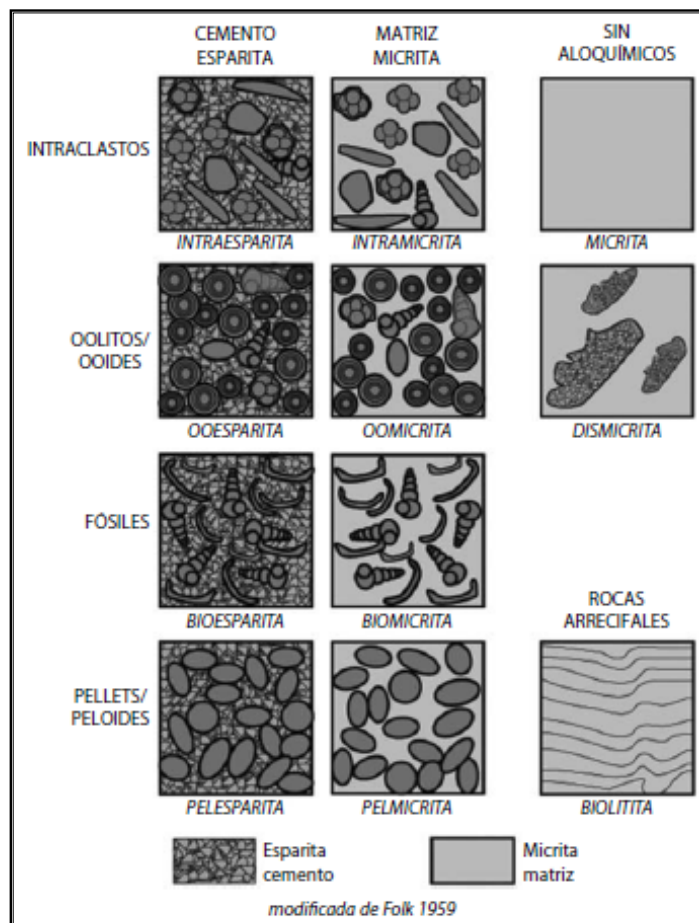 CEMENTO
ESPARITA
MATRIZ
MICRITA
SIN
ALOQUÍMICOS
INTRACLASTOS
INTRAESPARITA
INTRAMICRITA
MICRITA
OOLITOS/
OOIDES
OOESPARITA
OOMICRITA
DISMICRITA
FÓSILES
BIOESPARITA
BIOMICRITA
ROCAS
ARRECIFALES
PELLETS/
PELOIDES
PELESPARITA
PELMICRITA
BIOLITITA
Esparita
cemento
Micrita
matriz
modificada de Folk 1959